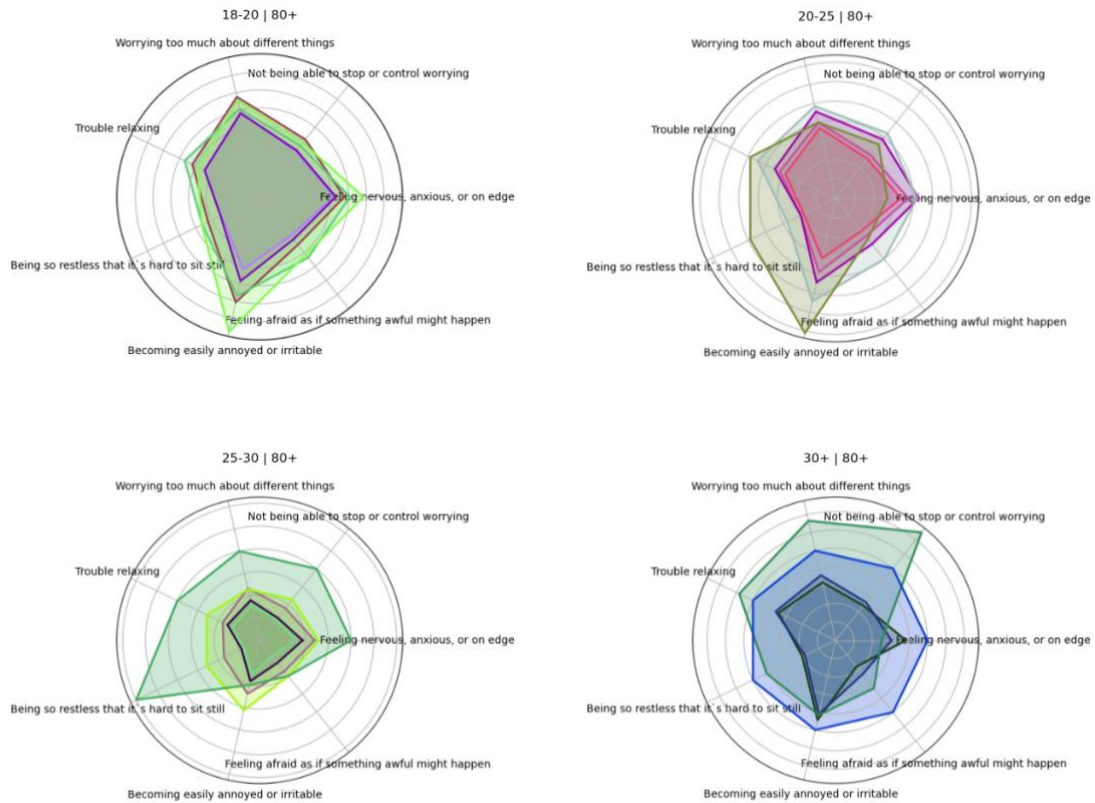 18-20 | 80+
Worrying too much about different things
Not being able to stop or control worrying
Trouble relaxing
Feeling nervous, anxious, or on edge
Being so restless that it`s hard to sit still
Feeling afraid as if something awful might happen
Becoming easily annoyed or irritable
20-25 | 80+
Worrying too much about different things
Not being able to stop or control worrying
Trouble relaxing
Feeling nervous, anxious, or on edge
Being so restless that it`s hard to sit still
Feeling afraid as if something awful might happen
Becoming easily annoyed or irritable
25-30 | 80+
Worrying too much about different things
Not being able to stop or control worrying
Trouble relaxing
Feeling nervous, anxious, or on edge
Being so restless that it`s hard to sit still
Feeling afraid as if something awful might happen
Becoming easily annoyed or irritable
30+ | 80+
Worrying too much about different things
Not being able to stop or control worrying
Trouble relaxing
Feeling nervous, anxious, or on edge
Being so restless that it`s hard to sit still
Feeling afraid as if something awful might happen
Becoming easily annoyed or irritable